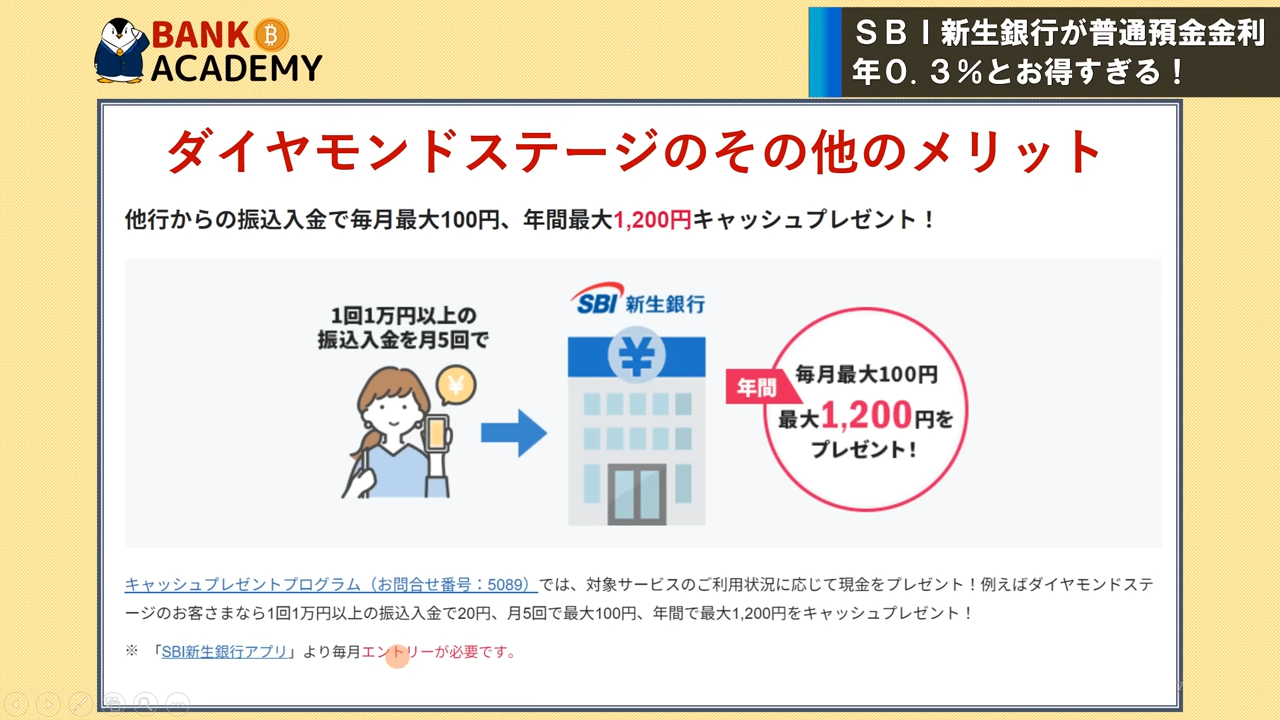 BANK
ACADEMY
SBI新生銀行が普通預金金利
年0.3%とお得すぎる！
ダイヤモンドステージのその他のメリット
他行からの振込入金で毎月最大100円、年間最大1,200円キャッシュプレゼント！
1回1万円以上の
振込入金を月5回で
¥
SBI 新生銀行
¥
年間
毎月最大100円
最大1,200円を
プレゼント！
キャッシュプレゼントプログラム（お問合せ番号：5089）では、対象サービスのご利用状況に応じて現金をプレゼント！例えばダイヤモンドステ
ージのお客さまなら1回1万円以上の振込入金で20円、月5回で最大100円、年間で最大1,200円をキャッシュプレゼント！
※ 「SBI新生銀行アプリ」より毎月エントリーが必要です。
7